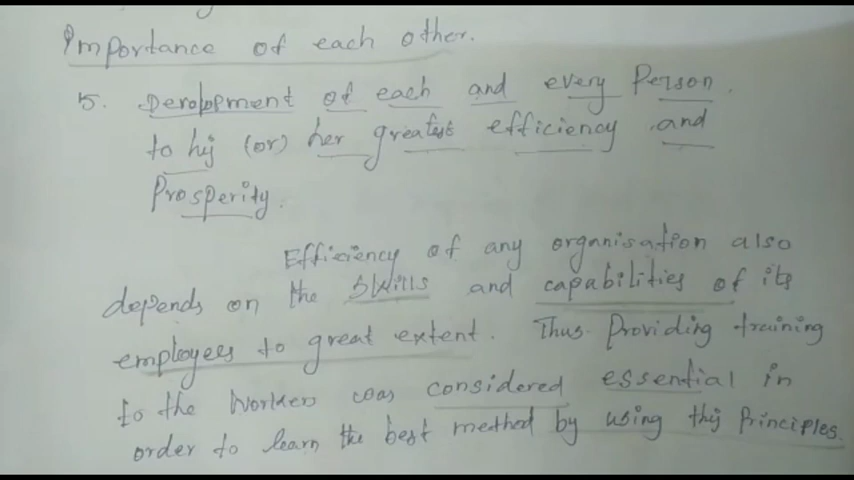 Importance of each other.
5. Development of each and every Person.
to his (or) her greatest efficiency and
Prosperity.
Efficiency of any organisation also
depends on the skills and capabilities of its
employees to great extent. Thus Providing training
to the workers was considered essential in
order to learn the best method by using this Principles.